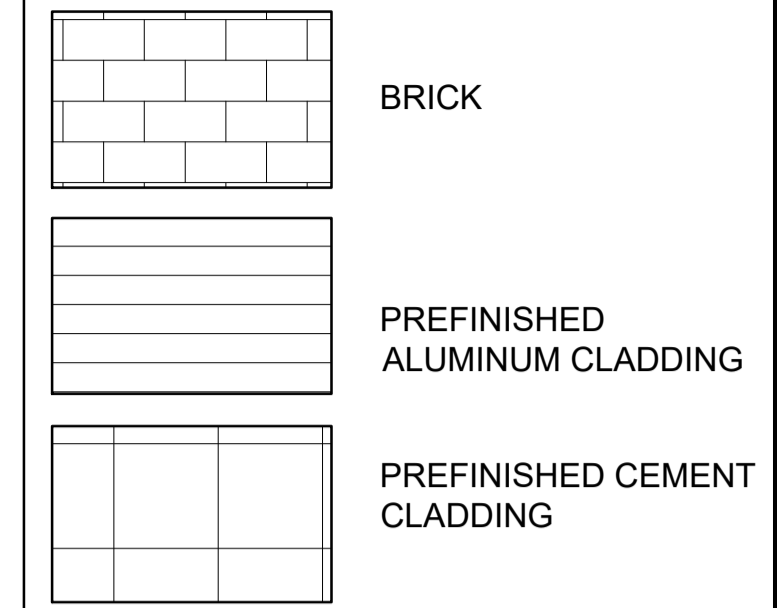 BRICK
PREFINISHED
ALUMINUM CLADDING
PREFINISHED CEMENT
CLADDING